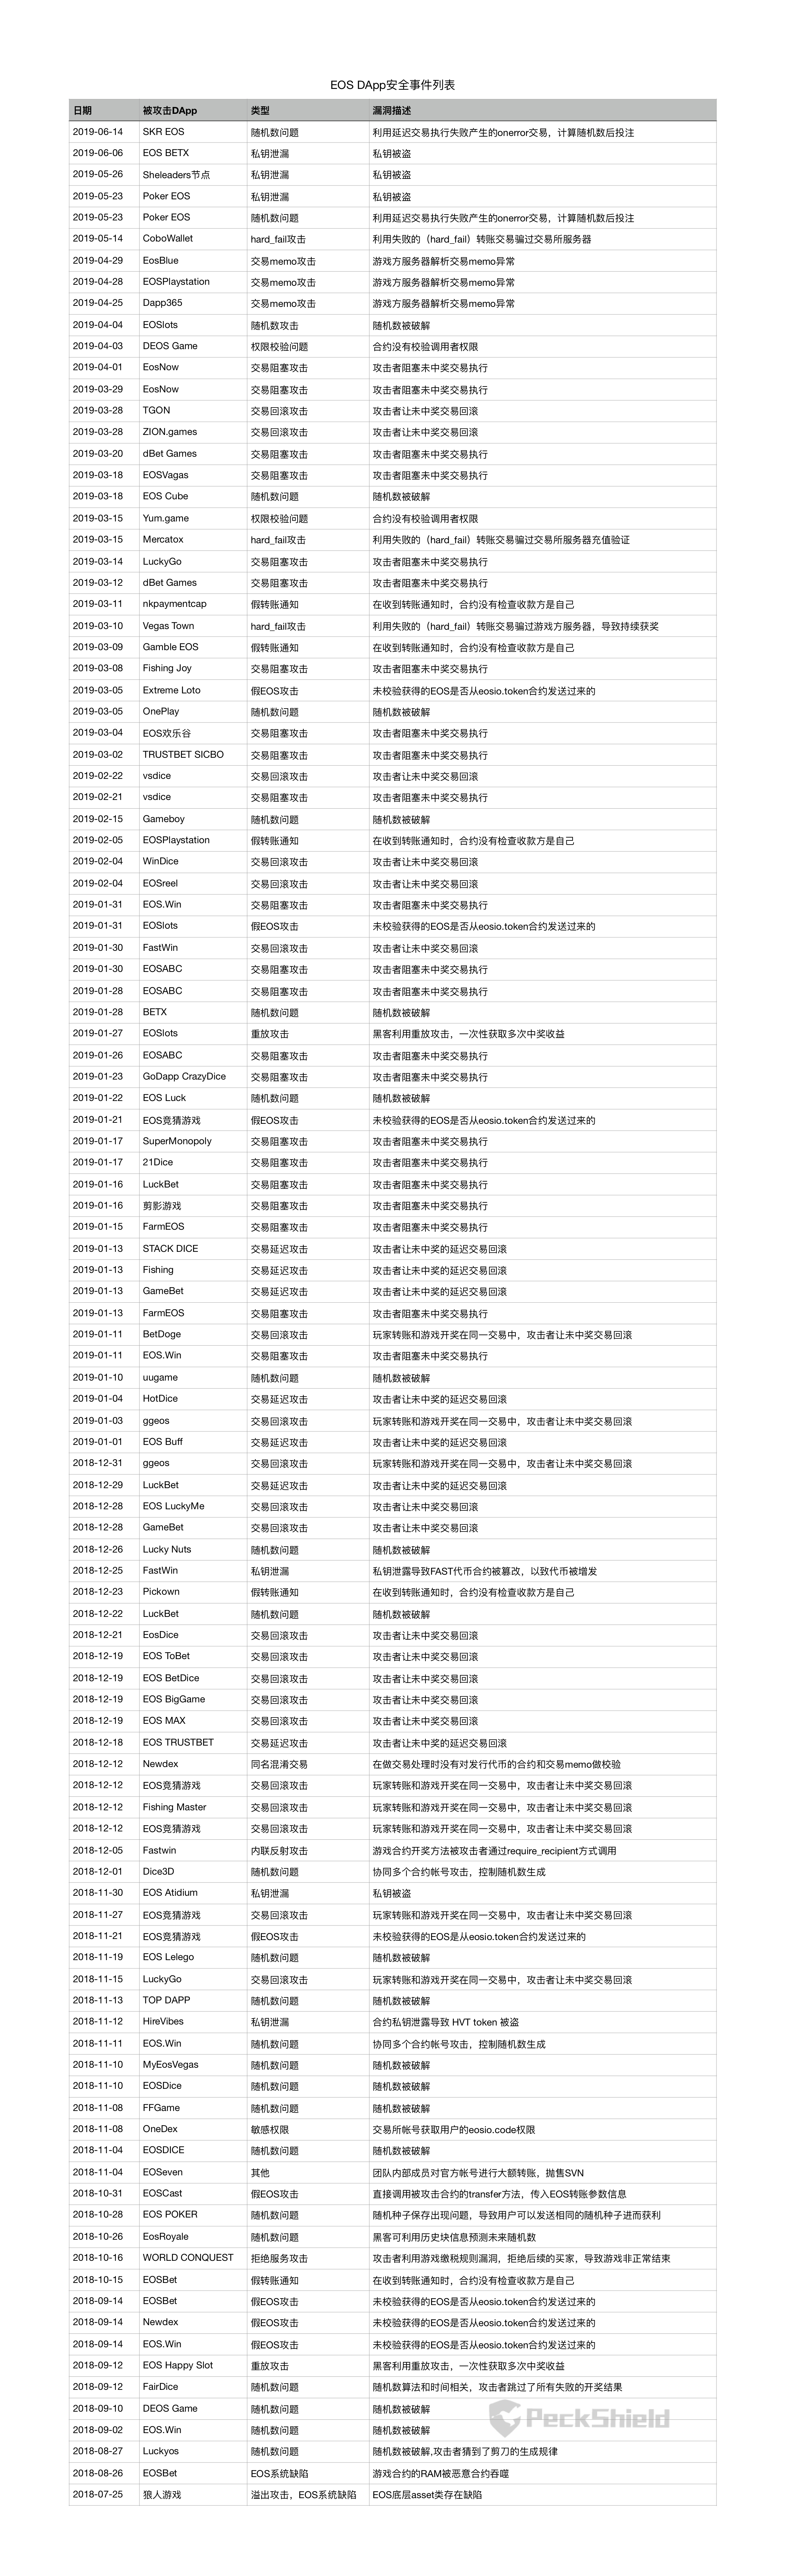 EOS DApp安全事件列表
日期 被攻击DApp 类型 漏洞描述
2019-06-14 SKR EOS 随机数问题 利用延迟交易执行失败产生的onerror交易，计算随机数后投注
2019-06-06 EOS BETX 私钥泄漏 私钥被盗
2019-05-26 Sheleaders节点 私钥泄漏 私钥被盗
2019-05-23 Poker EOS 私钥泄漏 私钥被盗
2019-05-23 Poker EOS 随机数问题 利用延迟交易执行失败产生的onerror交易，计算随机数后投注
2019-05-14 CoboWallet hard_fail攻击 利用失败的（hard_fail）转账交易骗过交易所服务器
2019-04-29 EosBlue 交易memo攻击 游戏方服务器解析交易memo异常
2019-04-28 EOSPlaystation 交易memo攻击 游戏方服务器解析交易memo异常
2019-04-25 Dapp365 交易memo攻击 游戏方服务器解析交易memo异常
2019-04-04 EOSlots 随机数攻击 随机数被破解
2019-04-03 DEOS Game 权限校验问题 合约没有校验调用者权限
2019-04-01 EosNow 交易阻塞攻击 攻击者阻塞未中奖交易执行
2019-03-29 EosNow 交易阻塞攻击 攻击者阻塞未中奖交易执行
2019-03-28 TGON 交易回滚攻击 攻击者让未中奖交易回滚
2019-03-28 ZION.games 交易回滚攻击 攻击者让未中奖交易回滚
2019-03-20 dBet Games 交易阻塞攻击 攻击者阻塞未中奖交易执行
2019-03-18 EOSVagas 交易阻塞攻击 攻击者阻塞未中奖交易执行
2019-03-18 EOS Cube 随机数问题 随机数被破解
2019-03-15 Yum.game 权限校验问题 合约没有校验调用者权限
2019-03-15 Mercatox hard_fail攻击 利用失败的（hard_fail）转账交易骗过交易所服务器充值验证
2019-03-14 LuckyGo 交易阻塞攻击 攻击者阻塞未中奖交易执行
2019-03-12 dBet Games 交易阻塞攻击 攻击者阻塞未中奖交易执行
2019-03-11 nkpaymentcap 假转账通知 在收到转账通知时，合约没有检查收款方是自己
2019-03-10 Vegas Town hard_fail攻击 利用失败的（hard_fail）转账交易骗过游戏方服务器，导致持续获奖
2019-03-09 Gamble EOS 假转账通知 在收到转账通知时，合约没有检查收款方是自己
2019-03-08 Fishing Joy 交易阻塞攻击 攻击者阻塞未中奖交易执行
2019-03-05 Extreme Loto 假EOS攻击 未校验获得的EOS是否从eosio.token合约发送过来的
2019-03-05 OnePlay 随机数问题 随机数被破解
2019-03-04 EOS欢乐谷 交易阻塞攻击 攻击者阻塞未中奖交易执行
2019-03-02 TRUSTBET SICBO 交易阻塞攻击 攻击者阻塞未中奖交易执行
2019-02-22 vsdice 交易回滚攻击 攻击者让未中奖交易回滚
2019-02-21 vsdice 交易阻塞攻击 攻击者阻塞未中奖交易执行
2019-02-15 Gameboy 随机数问题 随机数被破解
2019-02-05 EOSPlaystation 假转账通知 在收到转账通知时，合约没有检查收款方是自己
2019-02-04 WinDice 交易回滚攻击 攻击者让未中奖交易回滚
2019-02-04 EOSreel 交易回滚攻击 攻击者让未中奖交易回滚
2019-01-31 EOS.Win 交易阻塞攻击 攻击者阻塞未中奖交易执行
2019-01-31 EOSlots 假EOS攻击 未校验获得的EOS是否从eosio.token合约发送过来的
2019-01-30 FastWin 交易回滚攻击 攻击者让未中奖交易回滚
2019-01-30 EOSABC 交易阻塞攻击 攻击者阻塞未中奖交易执行
2019-01-28 EOSABC 交易阻塞攻击 攻击者阻塞未中奖交易执行
2019-01-28 BETX 随机数问题 随机数被破解
2019-01-27 EOSlots 重放攻击 黑客利用重放攻击，一次性获取多次中奖收益
2019-01-26 EOSABC 交易阻塞攻击 攻击者阻塞未中奖交易执行
2019-01-23 GoDapp CrazyDice 交易阻塞攻击 攻击者阻塞未中奖交易执行
2019-01-22 EOS Luck 随机数问题 随机数被破解
2019-01-21 EOS竞猜游戏 假EOS攻击 未校验获得的EOS是否从eosio.token合约发送过来的
2019-01-17 SuperMonopoly 交易阻塞攻击 攻击者阻塞未中奖交易执行
2019-01-17 21Dice 交易阻塞攻击 攻击者阻塞未中奖交易执行
2019-01-16 LuckBet 交易阻塞攻击 攻击者阻塞未中奖交易执行
2019-01-16 剪影游戏 交易阻塞攻击 攻击者阻塞未中奖交易执行
2019-01-15 FarmEOS 交易阻塞攻击 攻击者阻塞未中奖交易执行
2019-01-13 STACK DICE 交易延迟攻击 攻击者让未中奖的延迟交易回滚
2019-01-13 Fishing 交易延迟攻击 攻击者让未中奖的延迟交易回滚
2019-01-13 GameBet 交易延迟攻击 攻击者让未中奖的延迟交易回滚
2019-01-13 FarmEOS 交易阻塞攻击 攻击者阻塞未中奖交易执行
2019-01-11 BetDoge 交易回滚攻击 玩家转账和游戏开奖在同一交易中，攻击者让未中奖交易回滚
2019-01-11 EOS.Win 交易阻塞攻击 攻击者阻塞未中奖交易执行
2019-01-10 uugame 随机数问题 随机数被破解
2019-01-04 HotDice 交易延迟攻击 攻击者让未中奖的延迟交易回滚
2019-01-03 ggeos 交易回滚攻击 玩家转账和游戏开奖在同一交易中，攻击者让未中奖交易回滚
2019-01-01 EOS Buff 交易延迟攻击 攻击者让未中奖的延迟交易回滚
2018-12-31 ggeos 交易回滚攻击 玩家转账和游戏开奖在同一交易中，攻击者让未中奖交易回滚
2018-12-29 LuckBet 交易延迟攻击 攻击者让未中奖的延迟交易回滚
2018-12-28 EOS LuckyMe 交易回滚攻击 攻击者让未中奖交易回滚
2018-12-28 GameBet 交易回滚攻击 攻击者让未中奖交易回滚
2018-12-26 Lucky Nuts 随机数问题 随机数被破解
2018-12-25 FastWin 私钥泄漏 私钥泄露导致FAST代币合约被篡改，以致代币被增发
2018-12-23 Pickown 假转账通知 在收到转账通知时，合约没有检查收款方是自己
2018-12-22 LuckBet 随机数问题 随机数被破解
2018-12-21 EosDice 交易回滚攻击 攻击者让未中奖交易回滚
2018-12-19 EOS ToBet 交易回滚攻击 攻击者让未中奖交易回滚
2018-12-19 EOS BetDice 交易回滚攻击 攻击者让未中奖交易回滚
2018-12-19 EOS BigGame 交易回滚攻击 攻击者让未中奖交易回滚
2018-12-19 EOS MAX 交易回滚攻击 攻击者让未中奖交易回滚
2018-12-18 EOS TRUSTBET 交易延迟攻击 攻击者让未中奖的延迟交易回滚
2018-12-12 Newdex 同名混淆交易 在做交易处理时没有对发行代币的合约和交易memo做校验
2018-12-12 EOS竞猜游戏 交易回滚攻击 玩家转账和游戏开奖在同一交易中，攻击者让未中奖交易回滚
2018-12-12 Fishing Master 交易回滚攻击 玩家转账和游戏开奖在同一交易中，攻击者让未中奖交易回滚
2018-12-12 EOS竞猜游戏 交易回滚攻击 玩家转账和游戏开奖在同一交易中，攻击者让未中奖交易回滚
2018-12-05 Fastwin 内联反射攻击 游戏合约开奖方法被攻击者通过require_recipient方式调用
2018-12-01 Dice3D 随机数问题 协同多个合约帐号攻击，控制随机数生成
2018-11-30 EOS Atidium 私钥泄漏 私钥被盗
2018-11-27 EOS竞猜游戏 交易回滚攻击 玩家转账和游戏开奖在同一交易中，攻击者让未中奖交易回滚
2018-11-21 EOS竞猜游戏 假EOS攻击 未校验获得的EOS是从eosio.token合约发送过来的
2018-11-19 EOS Lelego 随机数问题 随机数被破解
2018-11-15 LuckyGo 交易回滚攻击 玩家转账和游戏开奖在同一交易中，攻击者让未中奖交易回滚
2018-11-13 TOP DAPP 随机数问题 随机数被破解
2018-11-12 HireVibes 私钥泄漏 合约私钥泄露导致 HVT token 被盗
2018-11-11 EOS.Win 随机数问题 协同多个合约帐号攻击，控制随机数生成
2018-11-10 MyEosVegas 随机数问题 随机数被破解
2018-11-10 EOSDice 随机数问题 随机数被破解
2018-11-08 FFGame 随机数问题 随机数被破解
2018-11-08 OneDex 敏感权限 交易所帐号获取用户的eosio.code权限
2018-11-04 EOSDICE 随机数问题 随机数被破解
2018-11-04 EOSeven 其他 团队内部成员对官方帐号进行大额转账，抛售SVN
2018-10-31 EOSCast 假EOS攻击 直接调用被攻击合约的transfer方法，传入EOS转账参数信息
2018-10-28 EOS POKER 随机数问题 随机种子保存出现问题，导致用户可以发送相同的随机种子进而获利
2018-10-26 EosRoyale 随机数问题 黑客可利用历史块信息预测未来随机数
2018-10-16 WORLD CONQUEST 拒绝服务攻击 攻击者利用游戏缴税规则漏洞，拒绝后续的买家，导致游戏非正常结束
2018-10-15 EOSBet 假转账通知 在收到转账通知时，合约没有检查收款方是自己
2018-09-14 EOSBet 假EOS攻击 未校验获得的EOS是否从eosio.token合约发送过来的
2018-09-14 Newdex 假EOS攻击 未校验获得的EOS是否从eosio.token合约发送过来的
2018-09-14 EOS.Win 假EOS攻击 未校验获得的EOS是否从eosio.token合约发送过来的
2018-09-12 EOS Happy Slot 重放攻击 黑客利用重放攻击，一次性获取多次中奖收益
2018-09-12 FairDice 随机数问题 随机数算法和时间相关，攻击者跳过了所有失败的开奖结果
2018-09-10 DEOS Game 随机数问题 随机数被破解
PeckShield
2018-09-02 EOS.Win 随机数问题 随机数被破解
2018-08-27 Luckyos 随机数问题 随机数被破解,攻击者猜到了剪刀的生成规律
2018-08-26 EOSBet EOS系统缺陷 游戏合约的RAM被恶意合约吞噬
2018-07-25 狼人游戏 溢出攻击，EOS系统缺陷 EOS底层asset类存在缺陷